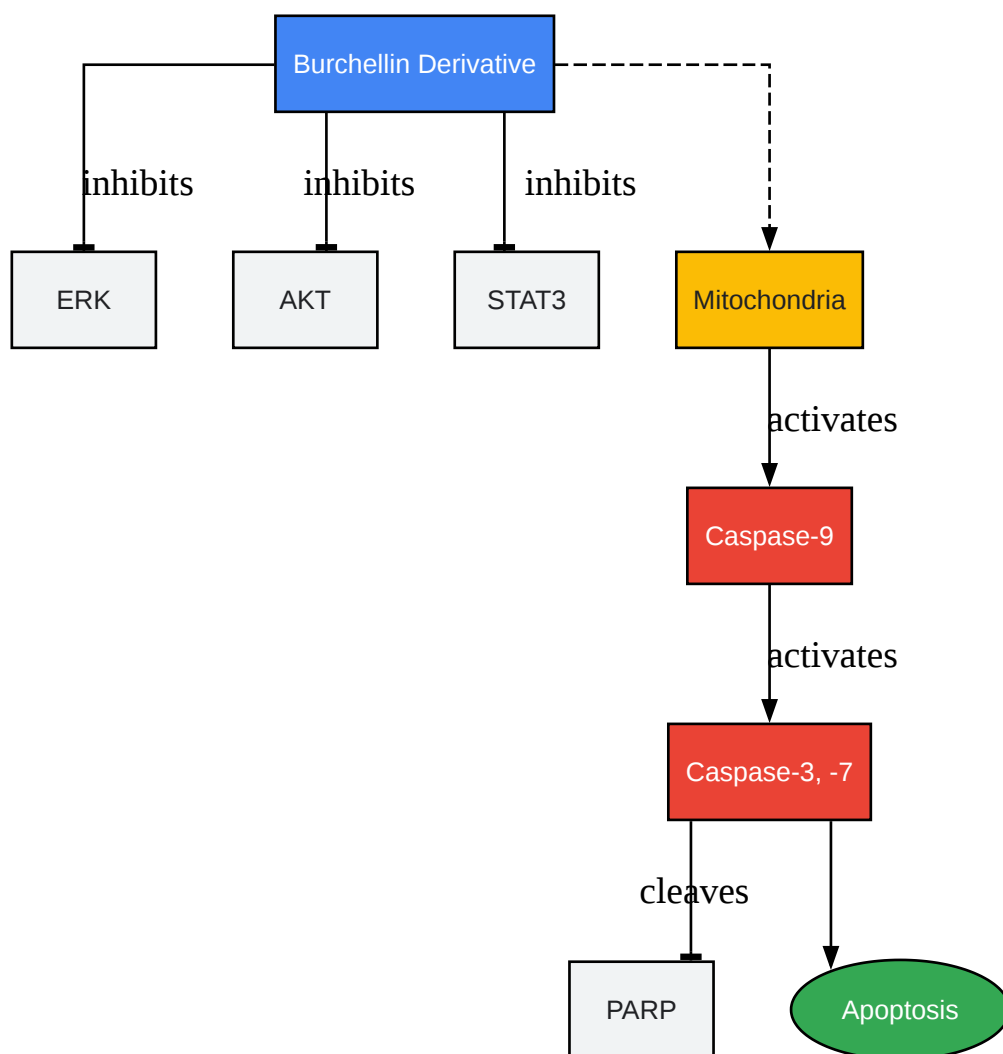 Burchellin Derivative
inhibits
inhibits
inhibits
ERK
AKT
STAT3
Mitochondria
activates
Caspase-9
activates
Caspase-3, -7
cleaves
PARP
Apoptosis